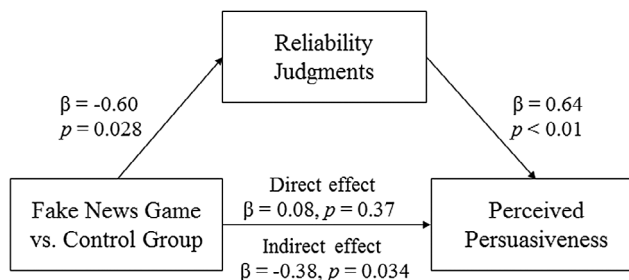 Reliability
Judgments
β = -0.60
p = 0.028
β = 0.64
p < 0.01
Fake News Game
vs. Control Group
Direct effect
β = 0.08, p = 0.37
Indirect effect
β = -0.38, p = 0.034
Perceived
Persuasiveness